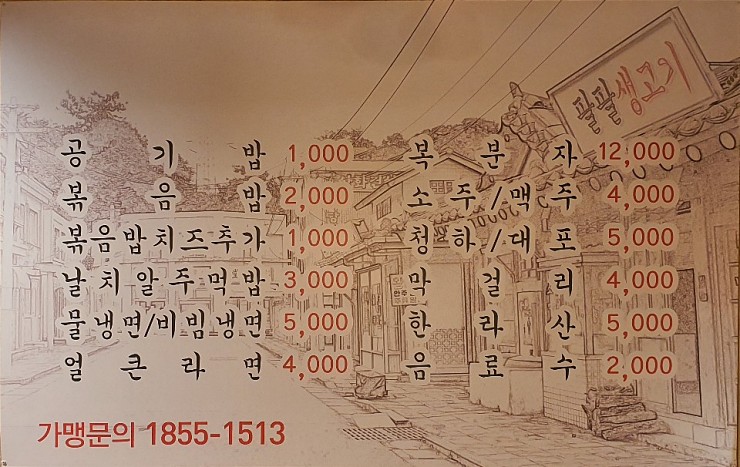 팔팔생고기
공기밥 1,000
볶음밥 2,000
볶음밥치즈추가 1,000
날치알주먹밥 3,000
물냉면/비빔냉면 5,000
얼큰라면 4,000
복분자 12,000
소주/맥주 4,000
청하/대포 5,000
막걸리 4,000
한라산 5,000
음료수 2,000
가맹문의 1855-1513